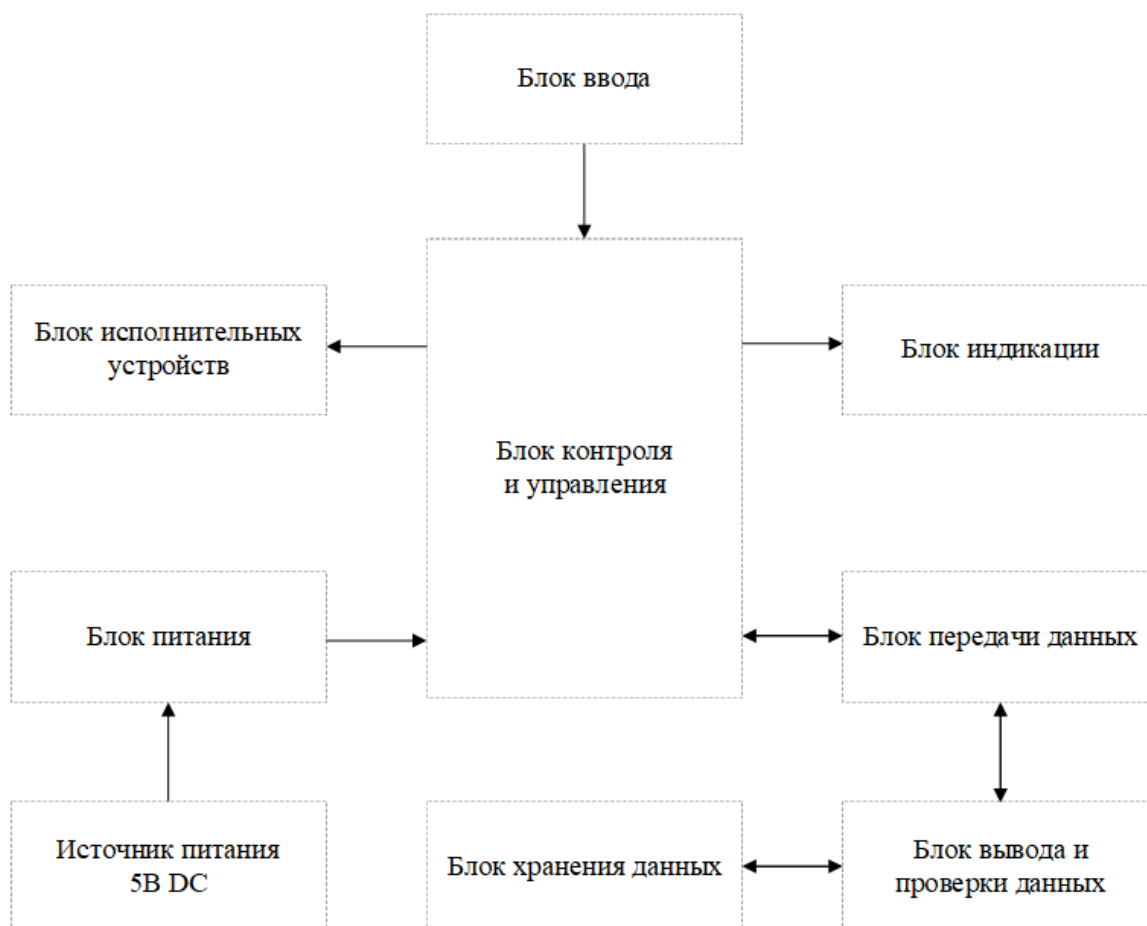 Блок ввода
Блок исполнительных
устройств
Блок индикации
Блок контроля
и управления
Блок питания
Блок передачи данных
Источник питания
5В DC
Блок хранения данных
Блок вывода и
проверки данных